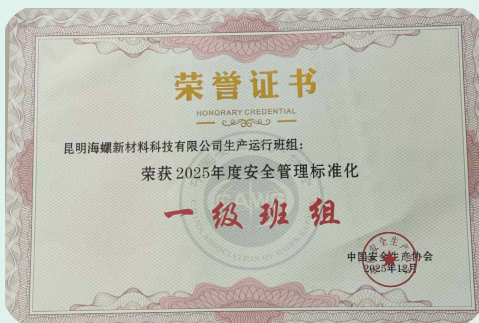 荣誉证书
HONORARY CREDENTIAL
昆明海螺新材料科技有限公司生产运行班组：
荣获2025年度安全管理标准化
一级班组
中国安全生产协会
2025年12月